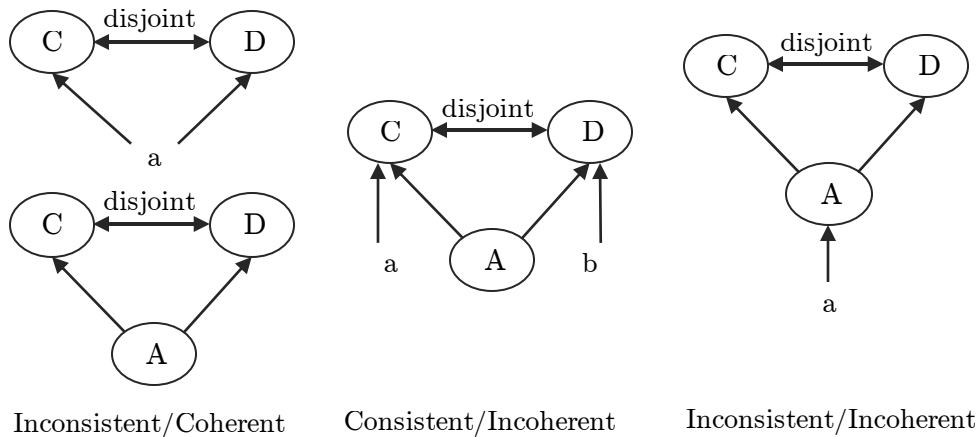 disjoint
C D
a
disjoint
C D
A
Inconsistent/Coherent
disjoint
C D
A
a b
Consistent/Incoherent
disjoint
C D
A
a
Inconsistent/Incoherent